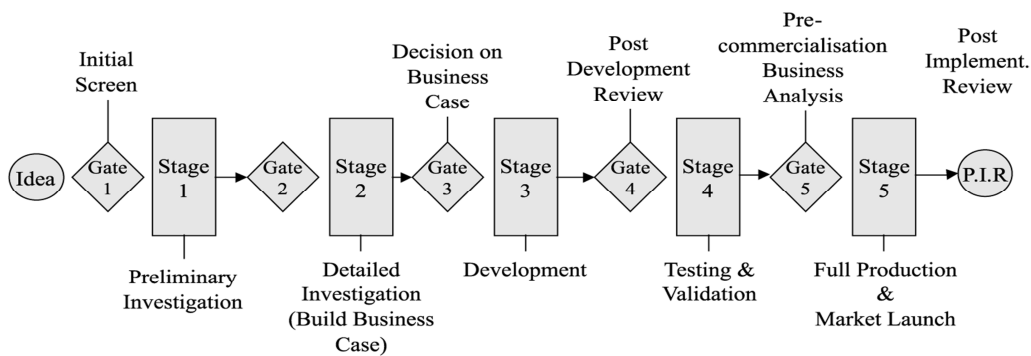 Initial
Screen
Decision on
Business
Case
Post
Development
Review
Pre-
commercialisation
Business
Analysis
Post
Implement.
Review
Idea
Gate
1
Stage
1
Gate
2
Stage
2
Gate
3
Stage
3
Gate
4
Stage
4
Gate
5
Stage
5
P.I.R
Preliminary
Investigation
Detailed
Investigation
(Build Business
Case)
Development
Testing &
Validation
Full Production
&
Market Launch